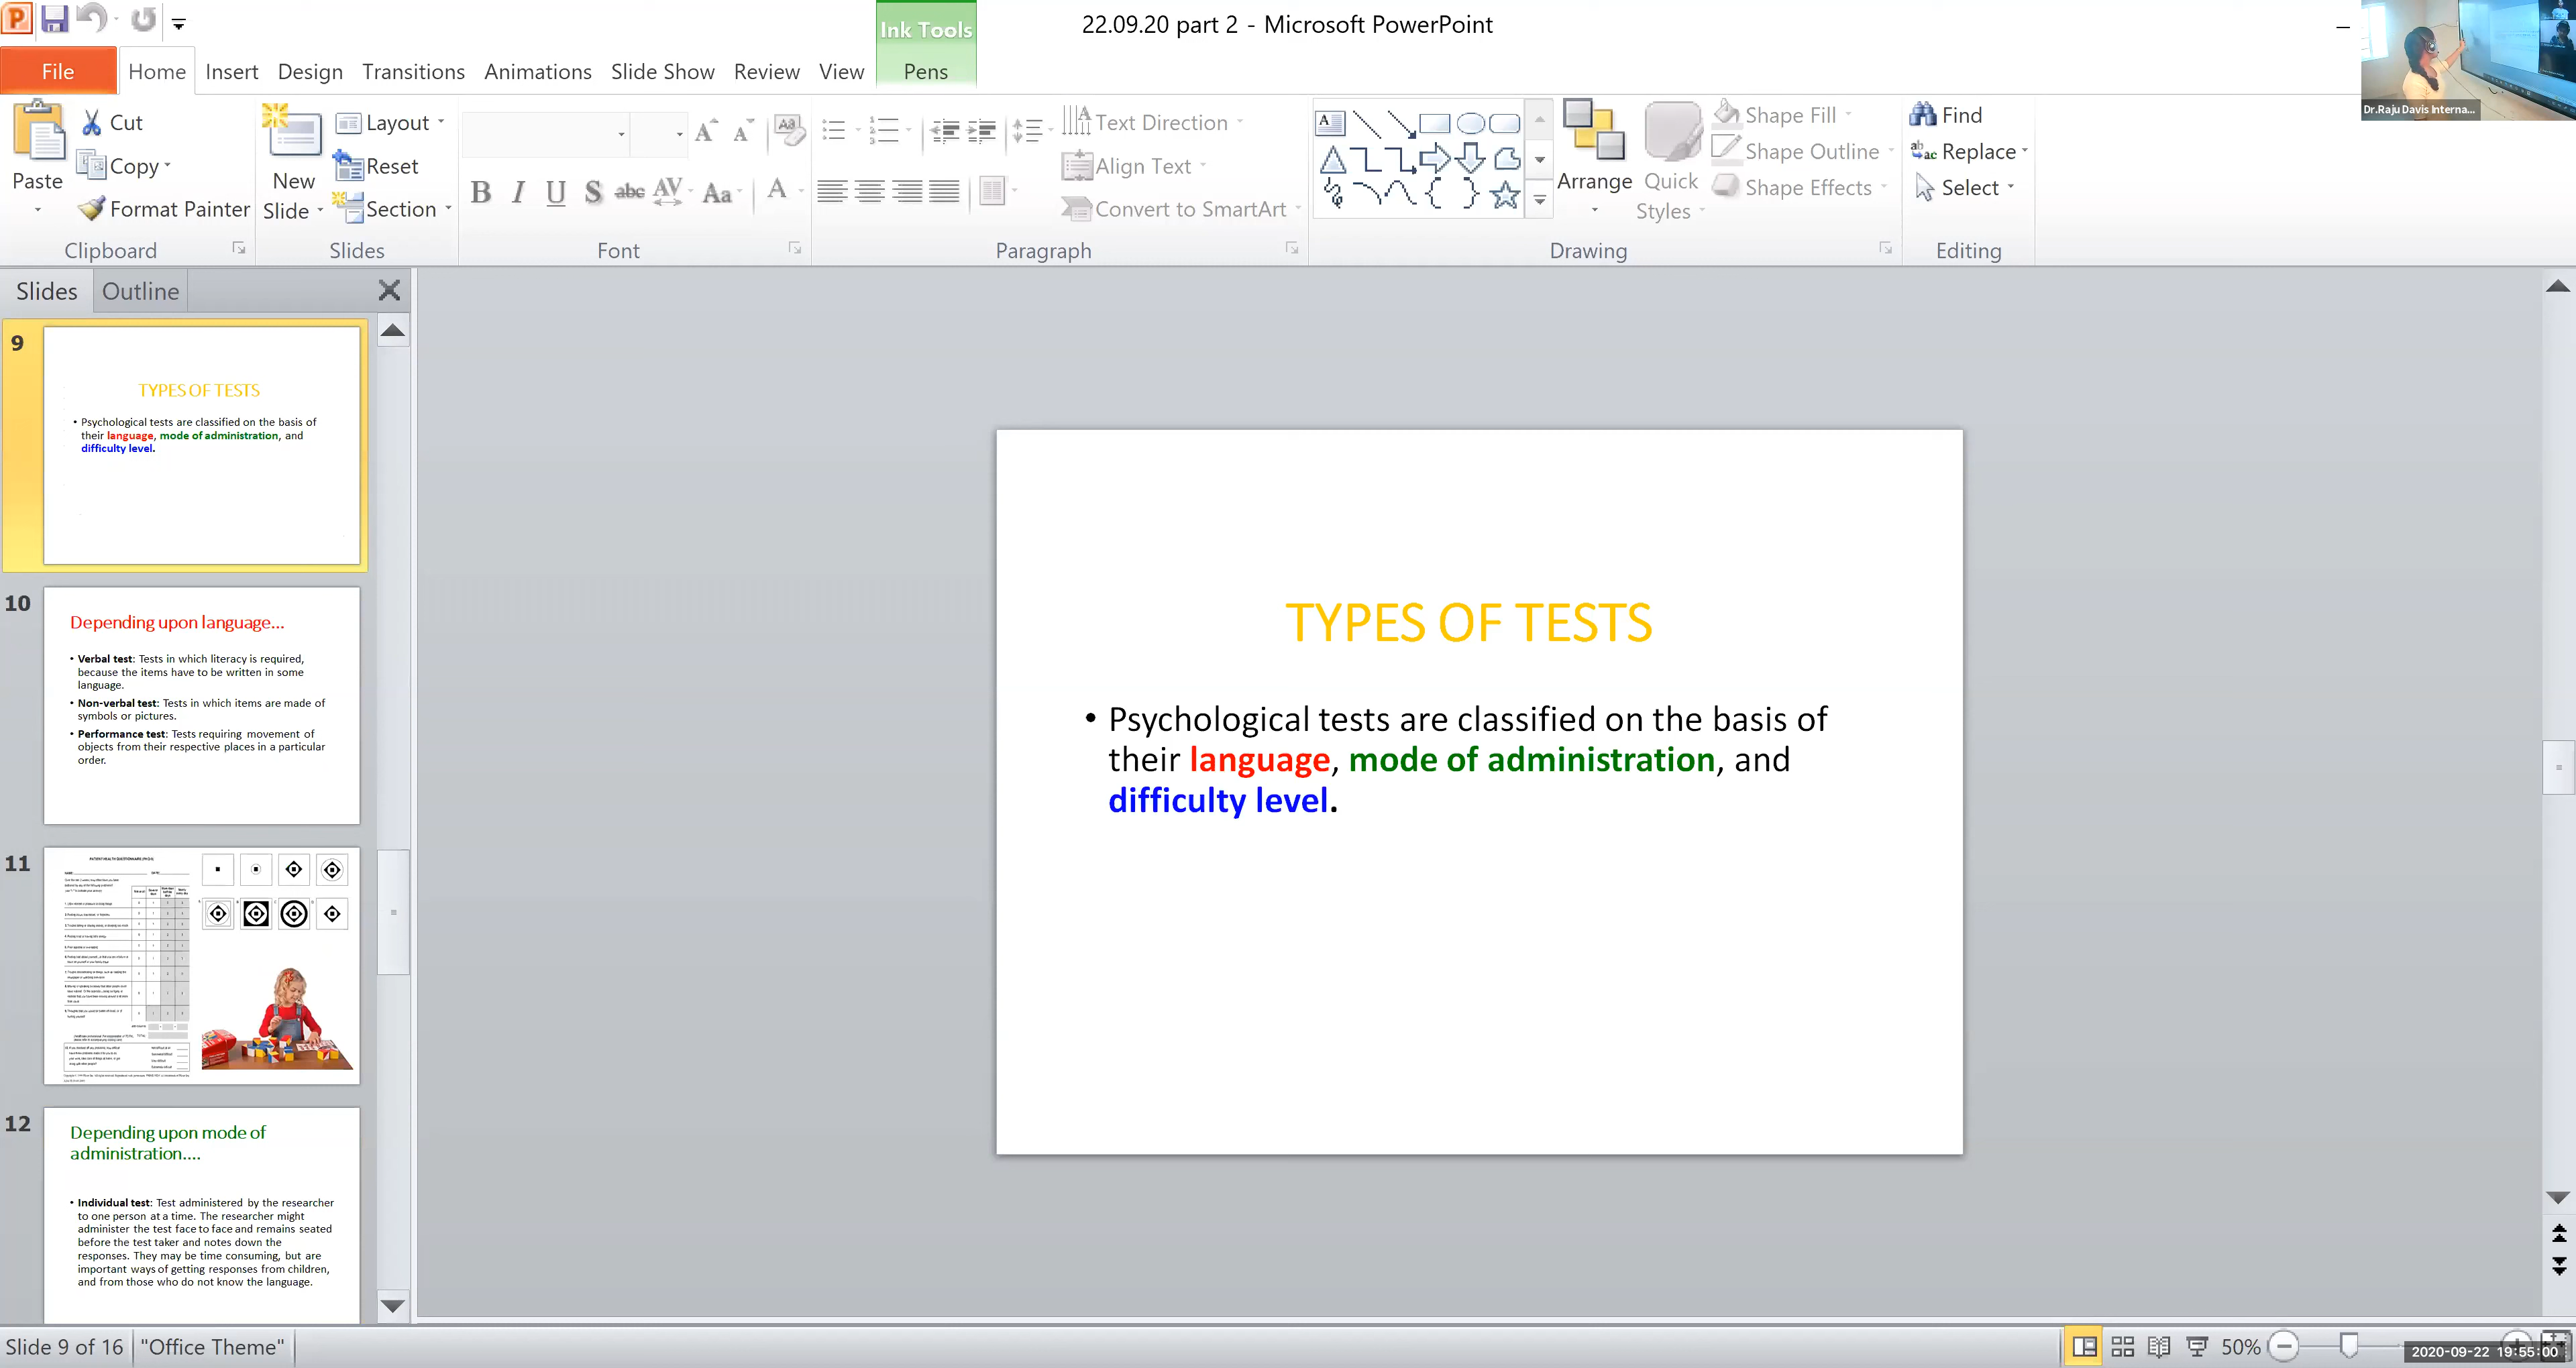 22.09.20 part 2 - Microsoft PowerPoint
Ink Tools
File Home Insert Design Transitions Animations Slide Show Review View Pens
Dr.Raju Davis Interna...
Paste
Cut
Copy
Format Painter
Clipboard
New
Slide
Layout
Reset
Section
Slides
Font
Text Direction
Align Text
Convert to SmartArt
Paragraph
Arrange
Quick
Styles
Shape Fill
Shape Outline
Shape Effects
Drawing
Find
Replace
Select
Editing
Slides Outline
9
TYPES OF TESTS
• Psychological tests are classified on the basis of
their language, mode of administration, and
difficulty level.
10
Depending upon language...
• Verbal test: Tests in which literacy is required,
because the items have to be written in some
language.
• Non-verbal test: Tests in which items are made of
symbols or pictures.
• Performance test: Tests requiring movement of
objects from their respective places in a particular
order.
11
12
Depending upon mode of
administration....
• Individual test: Test administered by the researcher
to one person at a time. The researcher might
administer the test face to face and remains seated
before the test taker and notes down the
responses. They may be time consuming, but are
important ways of getting responses from children,
and from those who do not know the language.
TYPES OF TESTS
• Psychological tests are classified on the basis of
their language, mode of administration, and
difficulty level.
Slide 9 of 16 "Office Theme" 50%
2020-09-22 19:55:00